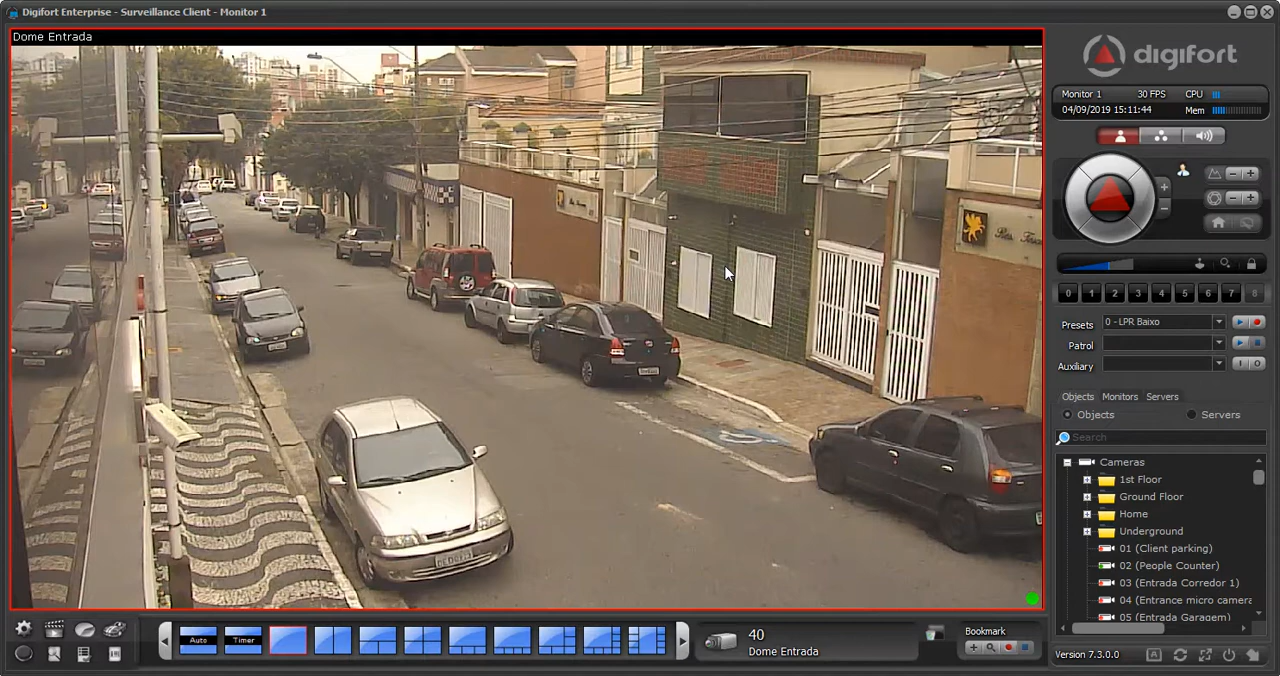 Digifort Enterprise - Surveillance Client - Monitor 1
Dome Entrada
digifort
Monitor 1 30 FPS CPU
04/09/2019 15:11:44 Mem
0 1 2 3 4 5 6 7 8
Presets 0 - LPR Baixo
Patrol
Auxiliary I O
Objects Monitors Servers
Objects Servers
Search
Cameras
1st Floor
Ground Floor
Home
Underground
01 (Client parking)
02 (People Counter)
03 (Entrada Corredor 1)
04 (Entrance micro camera
05 (Entrada Garagem)
Auto Timer
40
Dome Entrada
Bookmark
Version 7.3.0.0 A